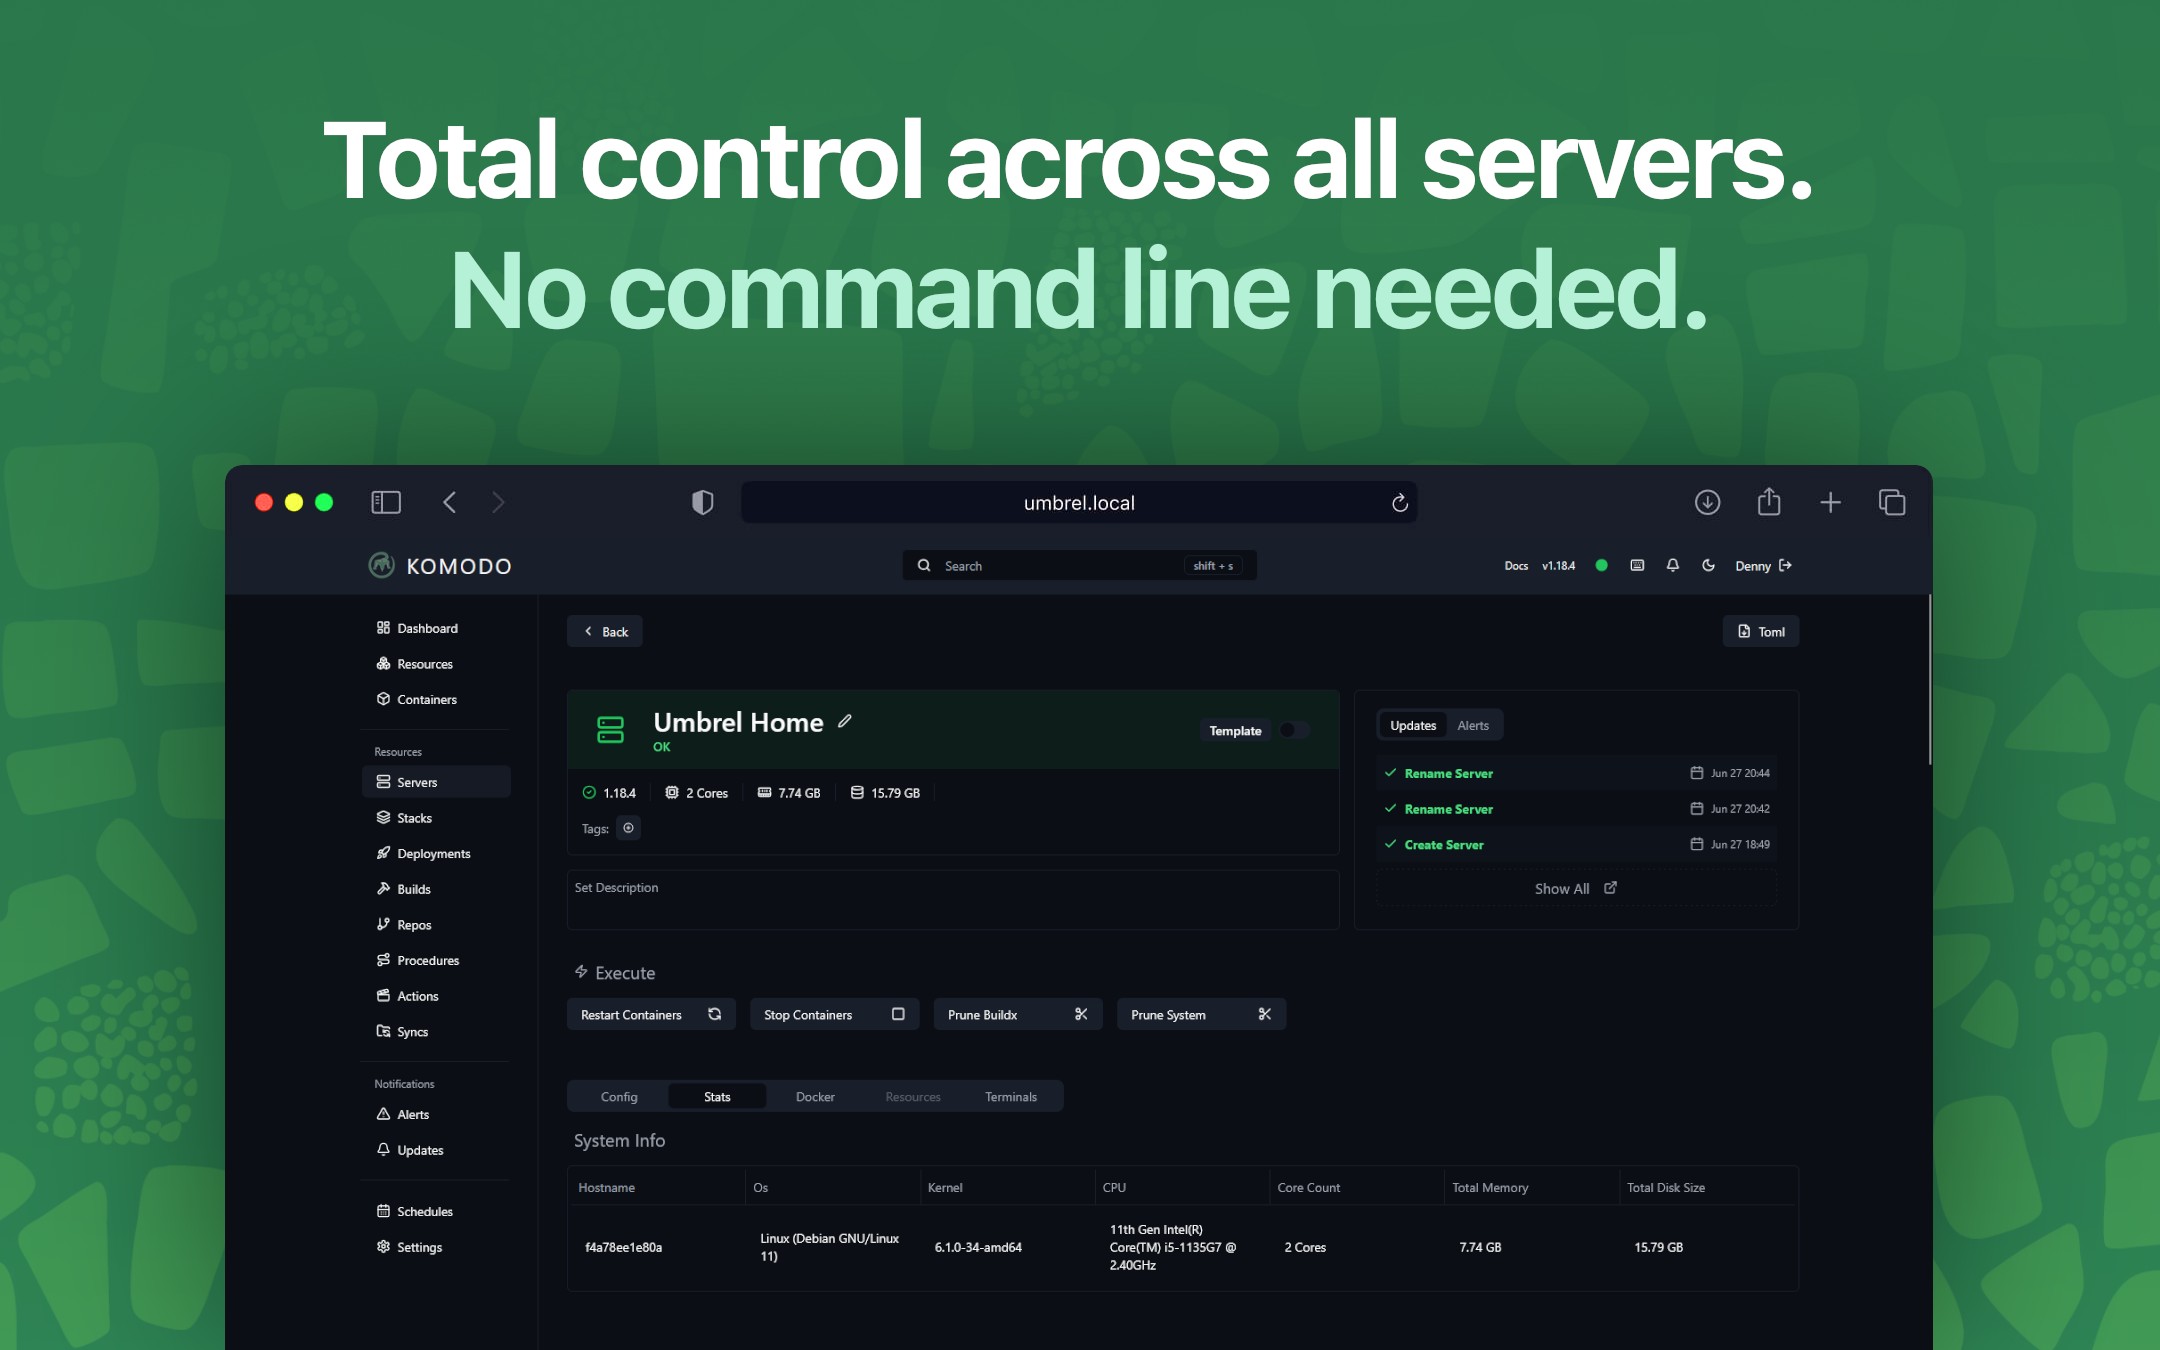 Total control across all servers.
No command line needed.
umbrel.local
KOMODO
Search
shift + s
Docs
v1.18.4
Denny
Dashboard
Resources
Containers
Resources
Servers
Stacks
Deployments
Builds
Repos
Procedures
Actions
Syncs
Notifications
Alerts
Updates
Schedules
Settings
Back
Toml
Umbrel Home
OK
Template
1.18.4
2 Cores
7.74 GB
15.79 GB
Tags:
Set Description
Updates
Alerts
Rename Server
Jun 27 20:44
Rename Server
Jun 27 20:42
Create Server
Jun 27 18:49
Show All
Execute
Restart Containers
Stop Containers
Prune Buildx
Prune System
Config
Stats
Docker
Resources
Terminals
System Info
Hostname
Os
Kernel
CPU
Core Count
Total Memory
Total Disk Size
f4a78ee1e80a
Linux (Debian GNU/Linux
11)
6.1.0-34-amd64
11th Gen Intel(R)
Core(TM) i5-1135G7 @
2.40GHz
2 Cores
7.74 GB
15.79 GB